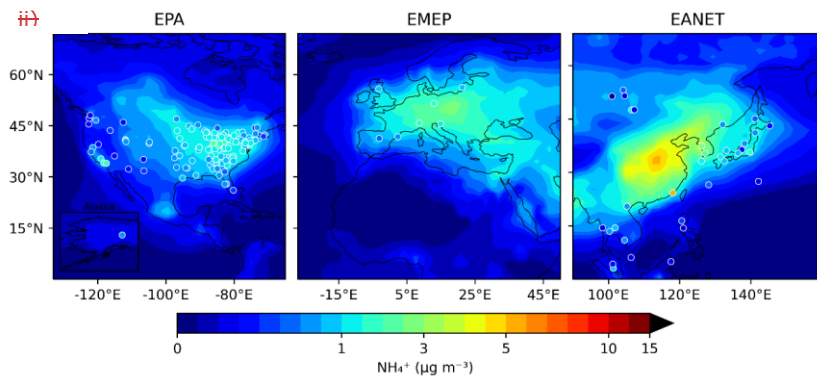 ii)
EPA EMEP EANET
60°N
45°N
30°N
15°N
Alaska
-120°E -100°E -80°E -15°E 5°E 25°E 45°E 100°E 120°E 140°E
0 1 3 5 10 15
NH₄⁺ (µg m⁻³)